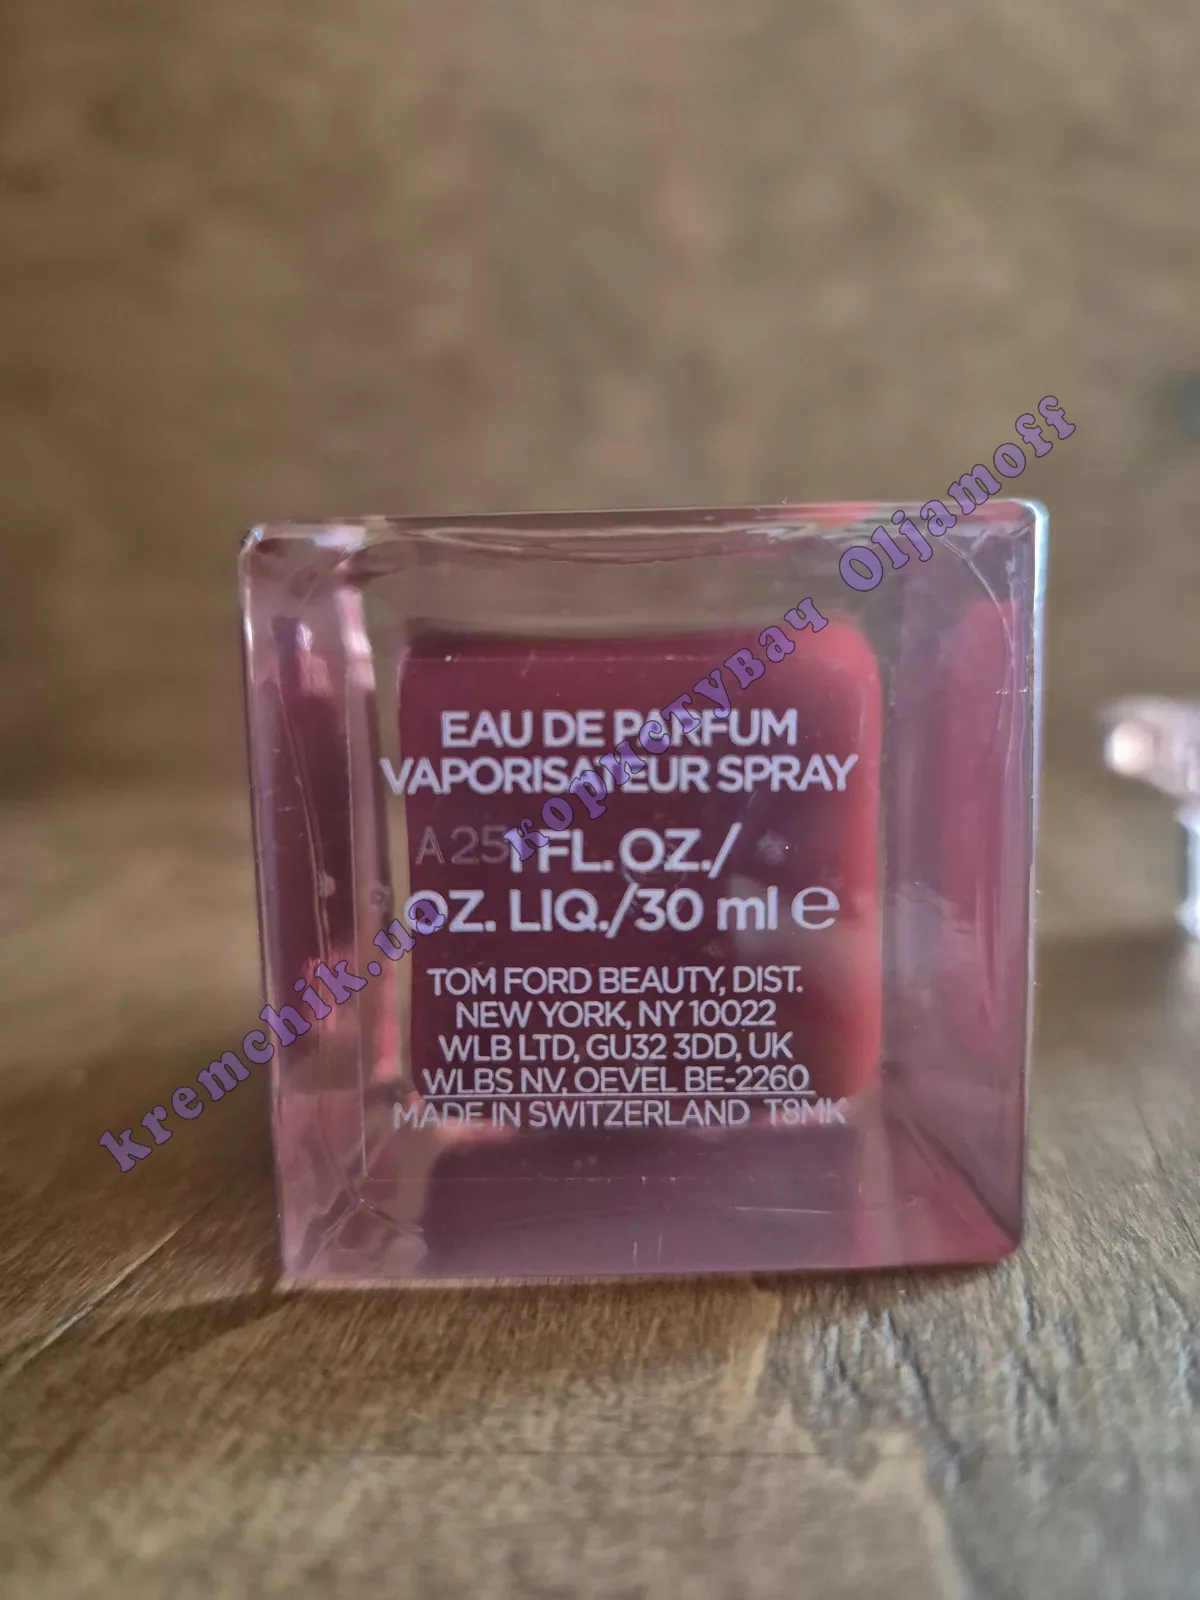 EAU DE PARFUM
VAPORISATEUR SPRAY
A25
1 FL. OZ./
OZ. LIQ./30 ml ℮
TOM FORD BEAUTY, DIST.
NEW YORK, NY 10022
WLB LTD, GU32 3DD, UK
WLBS NV. OEVEL BE-2260
MADE IN SWITZERLAND T8MK
kremchik.ua користувач Oljamoff